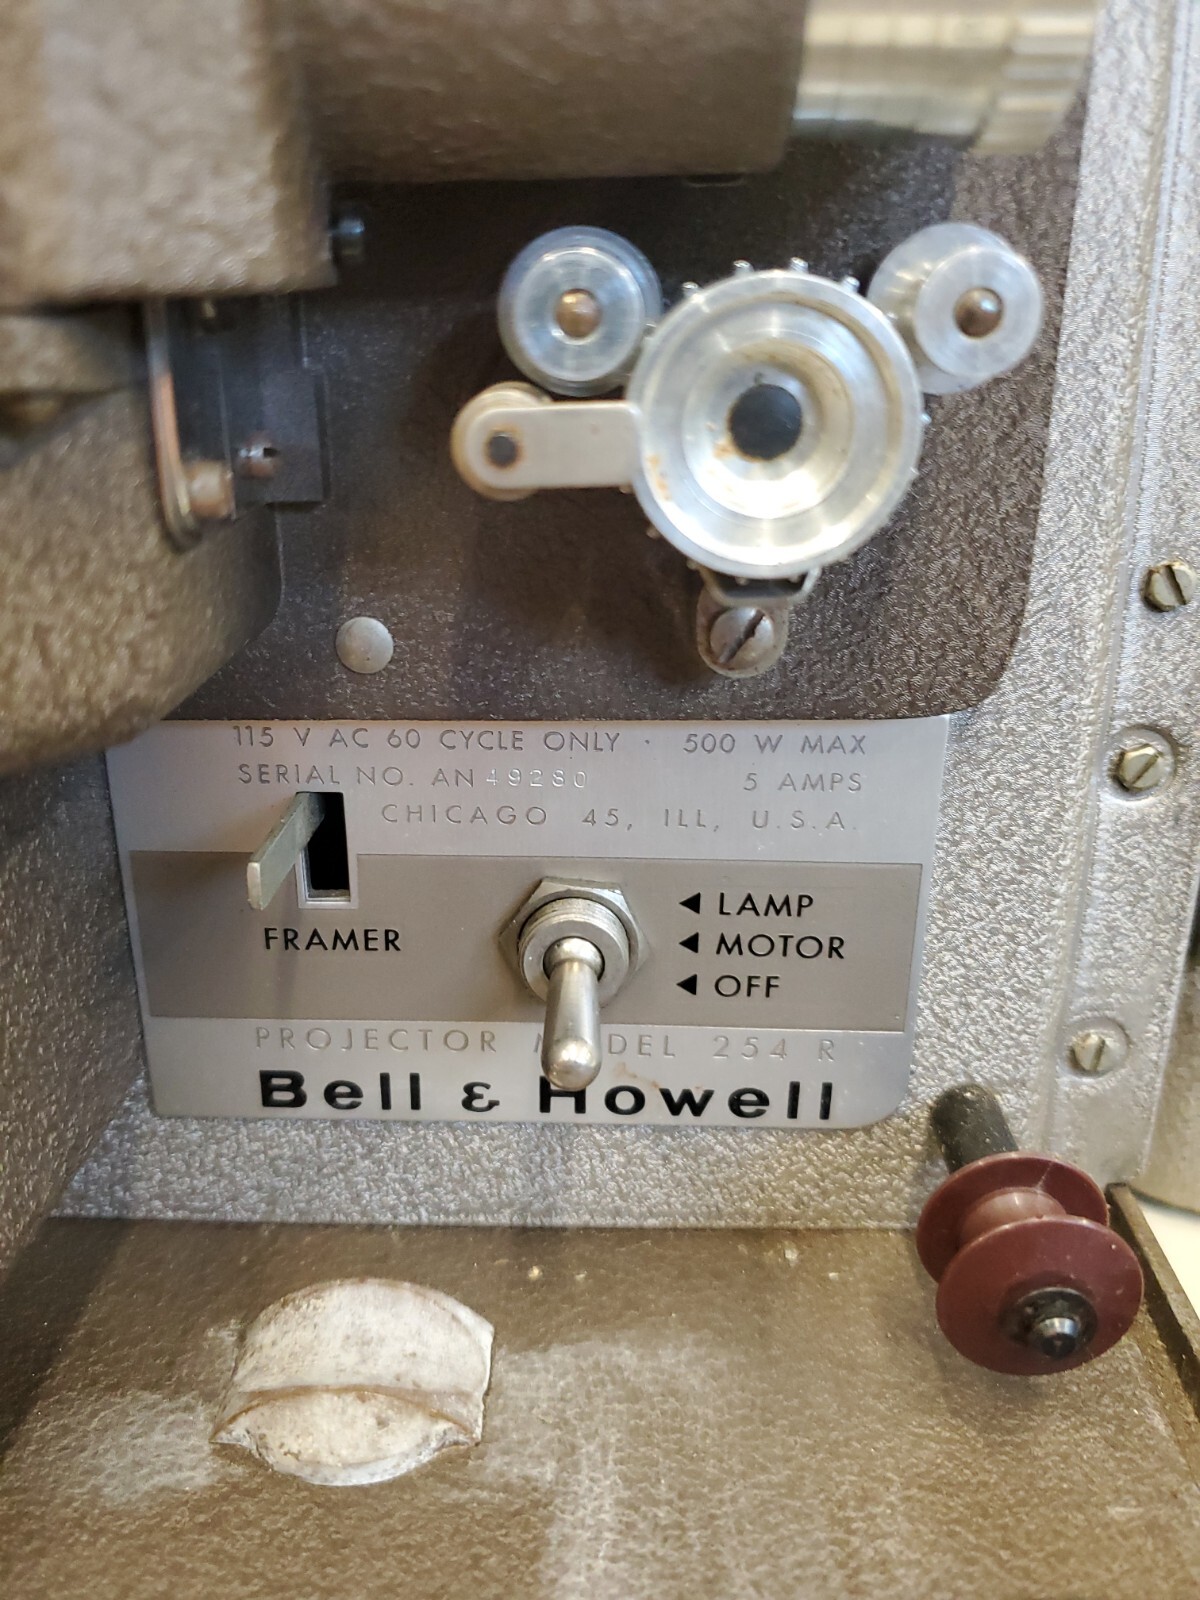 115 V AC 60 CYCLE ONLY · 500 W MAX
SERIAL NO. AN 49280 5 AMPS
CHICAGO 45, ILL, U.S.A.
◄ LAMP
FRAMER ◄ MOTOR
◄ OFF
PROJECTOR MODEL 254 R
Bell & Howell